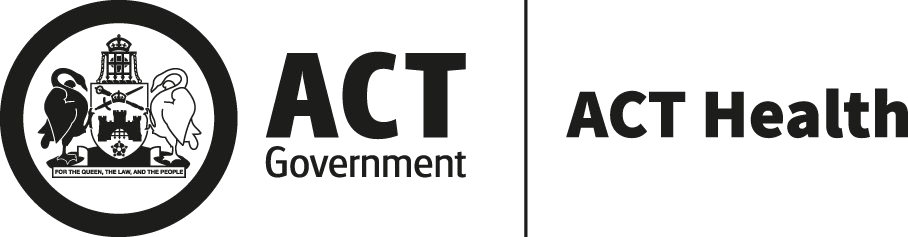 FOR THE QUEEN, THE LAW, AND THE PEOPLE
ACT
Government
ACT Health